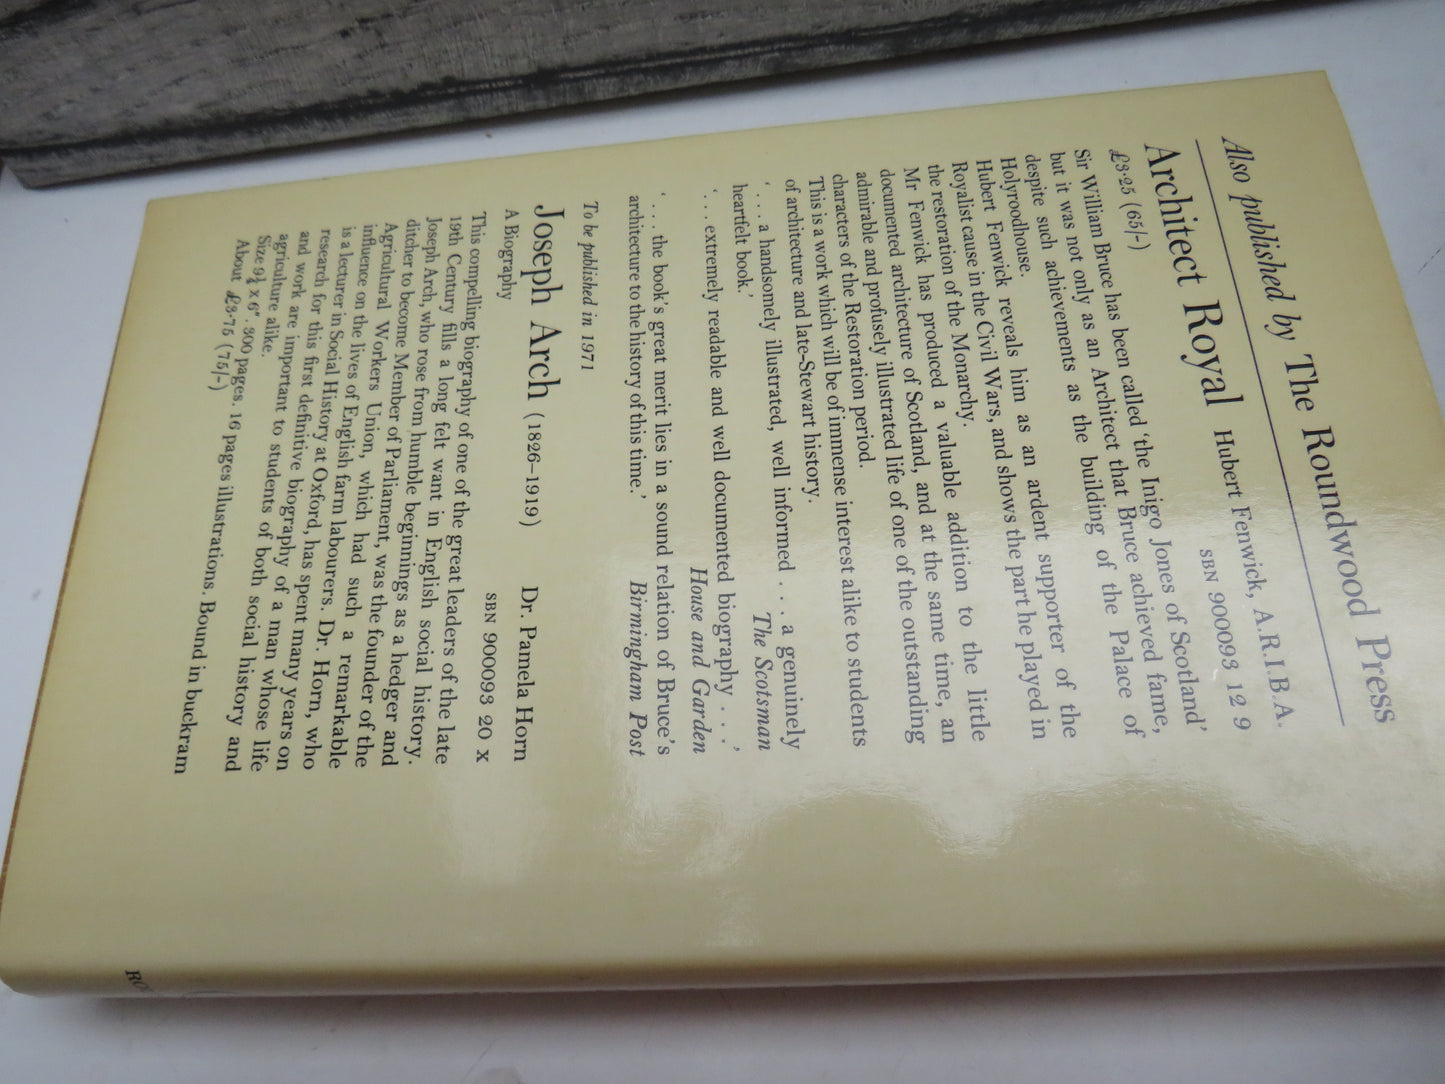 Also published by The Roundwood Press
Architect Royal Hubert Fenwick, A.R.I.B.A.
£3·25 (65/-) SBN 900093 12 9
Sir William Bruce has been called 'the Inigo Jones of Scotland',
but it was not only as an Architect that Bruce achieved fame,
despite such achievements as the building of the Palace of
Holyroodhouse.
Hubert Fenwick reveals him as an ardent supporter of the
Royalist cause in the Civil Wars, and shows the part he played in
the restoration of the Monarchy.
Mr Fenwick has produced a valuable addition to the little
documented architecture of Scotland, and at the same time, an
admirable and profusely illustrated life of one of the outstanding
characters of the Restoration period.
This is a work which will be of immense interest alike to students
of architecture and late-Stewart history.
' . . . a handsomely illustrated, well informed . . . a genuinely
heartfelt book.' The Scotsman
' . . . extremely readable and well documented biography . . .'
House and Garden
' . . . the book's great merit lies in a sound relation of Bruce's
architecture to the history of this time.' Birmingham Post
To be published in 1971
Joseph Arch (1826–1919) Dr. Pamela Horn
A Biography SBN 900093 20 x
This compelling biography of one of the great leaders of the late
19th Century fills a long felt want in English social history.
Joseph Arch, who rose from humble beginnings as a hedger and
ditcher to become Member of Parliament, was the founder of the
Agricultural Workers Union, which had such a remarkable
influence on the lives of English farm labourers. Dr. Horn, who
is a lecturer in Social History at Oxford, has spent many years on
research for this first definitive biography of a man whose life
and work are important to students of both social history and
agriculture alike.
Size 9¼ x 6". 300 pages. 16 pages illustrations. Bound in buckram
About £3·75 (75/-)